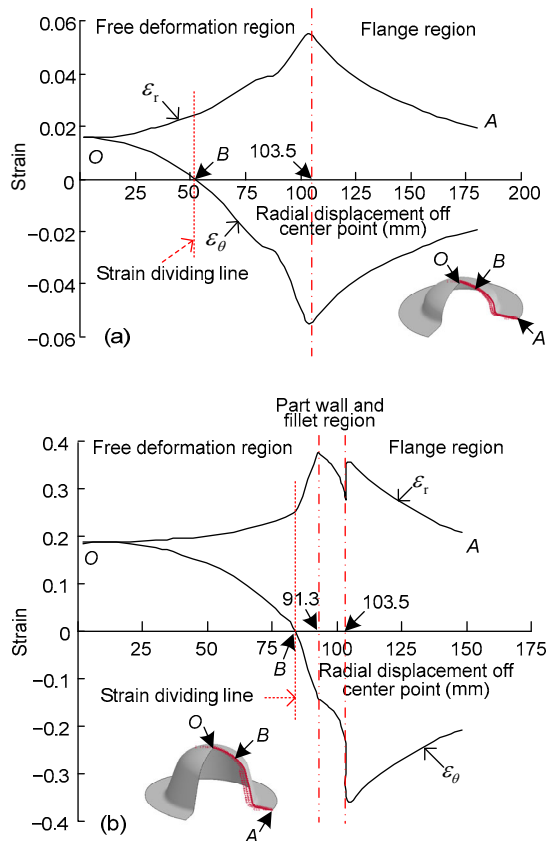 0.06
Free deformation region
Flange region
0.04
εr
0.02
A
O
B
103.5
0
25
50
75
100
125
150
175
200
Radial displacement off
center point (mm)
Strain
−0.02
εθ
Strain dividing line
−0.04
O
B
A
−0.06
(a)
Part wall and
fillet region
0.4
Free deformation region
Flange region
εr
0.3
A
0.2
O
0.1
91.3
103.5
0
25
50
75
100
125
150
175
B
Radial displacement off
center point (mm)
Strain
−0.1
Strain dividing line
−0.2
O
B
−0.3
εθ
A
−0.4
(b)